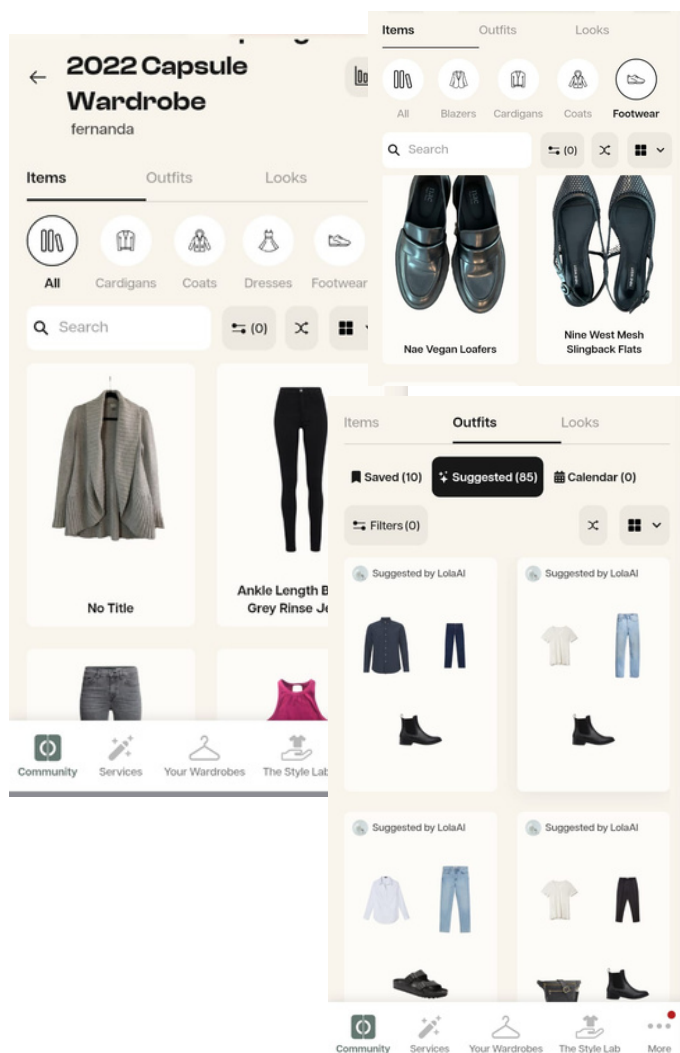 2022 Capsule
Wardrobe
fernanda
Items
Outfits
Looks
All
Cardigans
Coats
Dresses
Footwear
Search
(0)
No Title
Ankle Length B
Grey Rinse Je
Community
Services
Your Wardrobes
The Style Lab
Items
Outfits
Looks
All
Blazers
Cardigans
Coats
Footwear
Search
(0)
Nae Vegan Loafers
Nine West Mesh
Slingback Flats
Items
Outfits
Looks
Saved (10)
Suggested (85)
Calendar (0)
Filters (0)
Suggested by LolaAI
Suggested by LolaAI
Suggested by LolaAI
Suggested by LolaAI
Community
Services
Your Wardrobes
The Style Lab
More